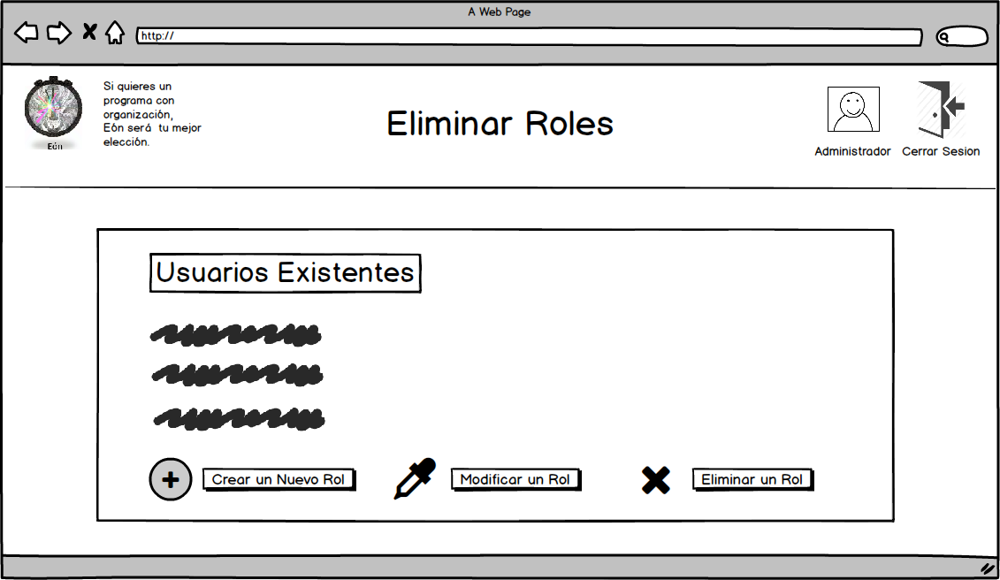 A Web Page
http://
Si quieres un
programa con
organización,
Eón será tu mejor
elección.
Eón
Eliminar Roles
Administrador
Cerrar Sesion
Usuarios Existentes
Crear un Nuevo Rol
Modificar un Rol
Eliminar un Rol